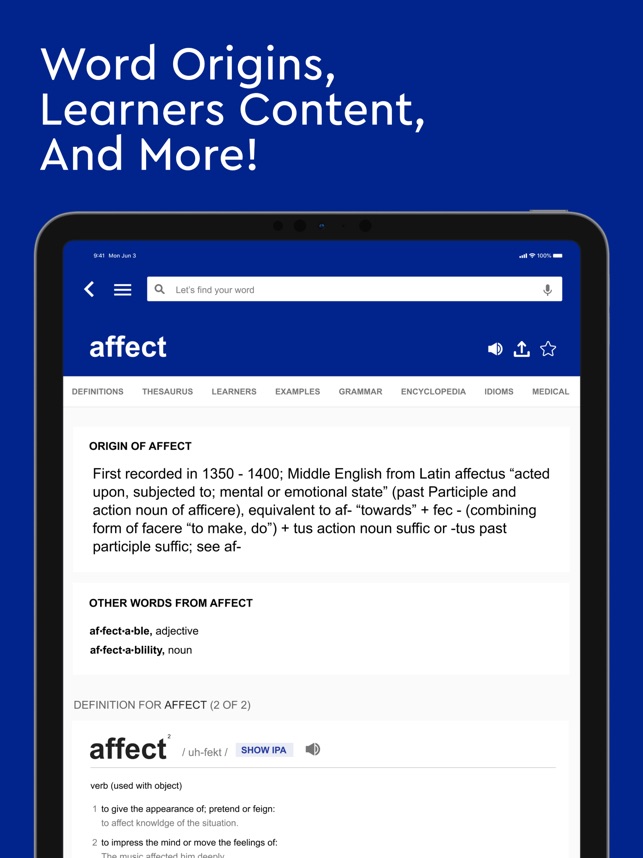 Word Origins,
Learners Content,
And More!
9:41 Mon Jun 3
100%
Let's find your word
affect
DEFINITIONS THESAURUS LEARNERS EXAMPLES GRAMMAR ENCYCLOPEDIA IDIOMS MEDICAL
ORIGIN OF AFFECT
First recorded in 1350 - 1400; Middle English from Latin affectus “acted
upon, subjected to; mental or emotional state” (past Participle and
action noun of afficere), equivalent to af- “towards” + fec - (combining
form of facere “to make, do”) + tus action noun suffic or -tus past
participle suffic; see af-
OTHER WORDS FROM AFFECT
af·fect·a·ble, adjective
af·fect·a·blility, noun
DEFINITION FOR AFFECT (2 OF 2)
affect²
/ uh-fekt / SHOW IPA
verb (used with object)
1 to give the appearance of; pretend or feign:
to affect knowldge of the situation.
2 to impress the mind or move the feelings of:
The music affected him deeply